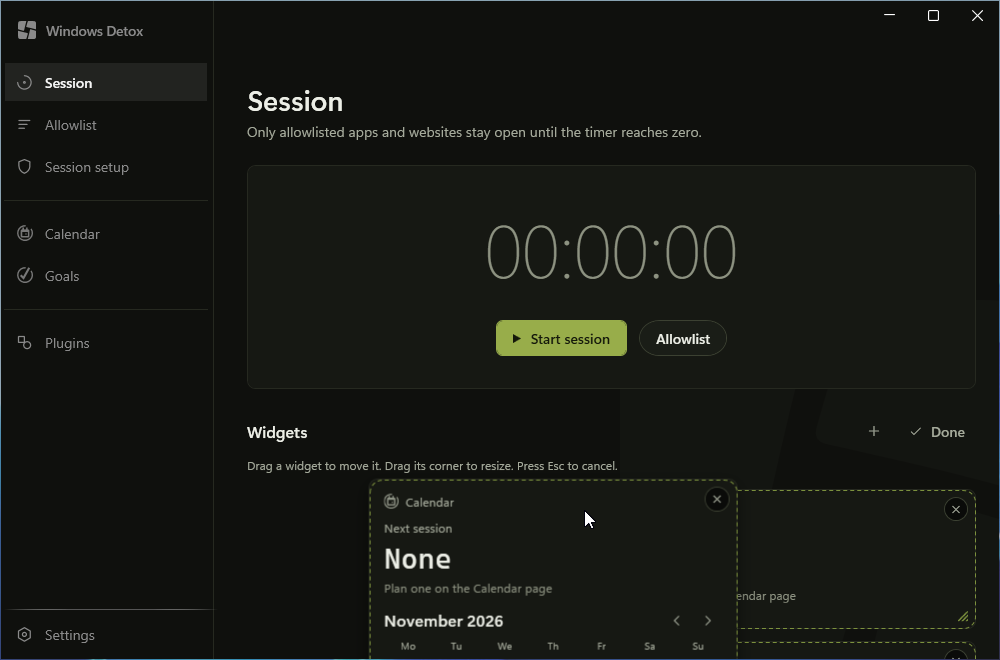 Windows Detox
Session
Allowlist
Session setup
Calendar
Goals
Plugins
Settings
Session
Only allowlisted apps and websites stay open until the timer reaches zero.
00:00:00
Start session
Allowlist
Widgets
Done
Drag a widget to move it. Drag its corner to resize. Press Esc to cancel.
Calendar
Next session
None
Plan one on the Calendar page
November 2026
Mo Tu We Th Fr Sa Su
endar page